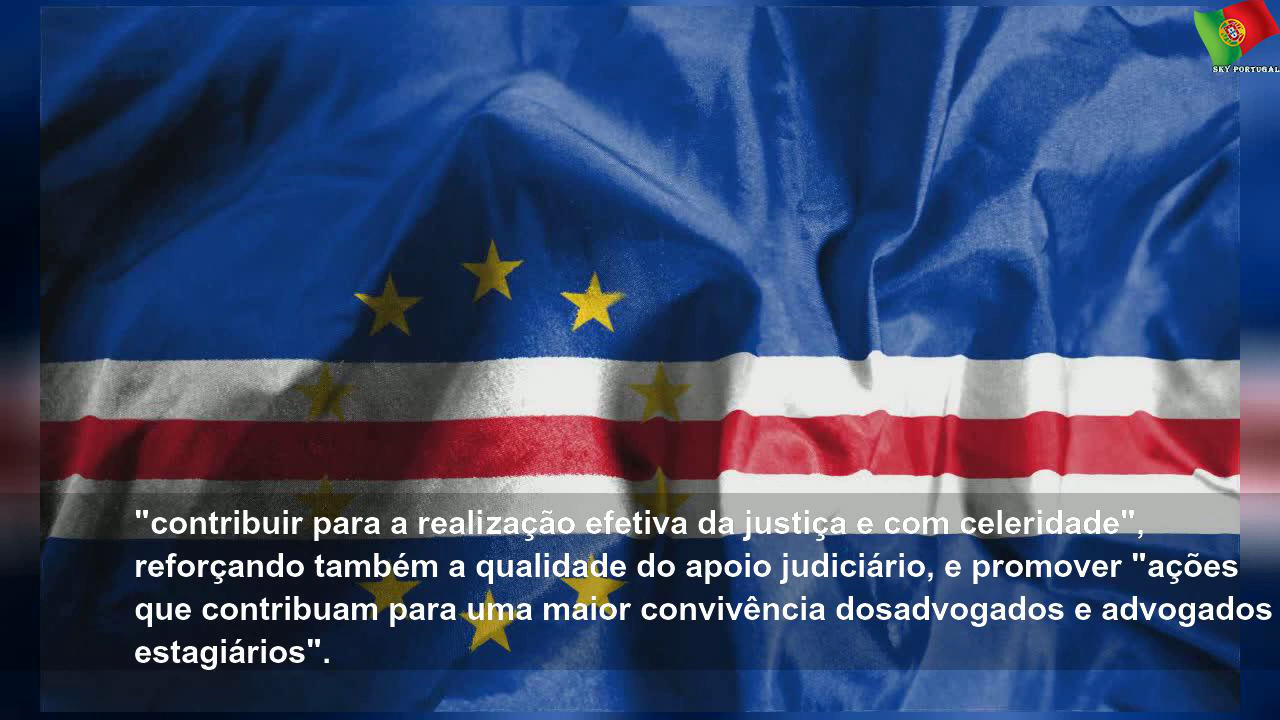 SKY PORTUGAL
"contribuir para a realização efetiva da justiça e com celeridade",
reforçando também a qualidade do apoio judiciário, e promover "ações
que contribuam para uma maior convivência dosadvogados e advogados
estagiários".